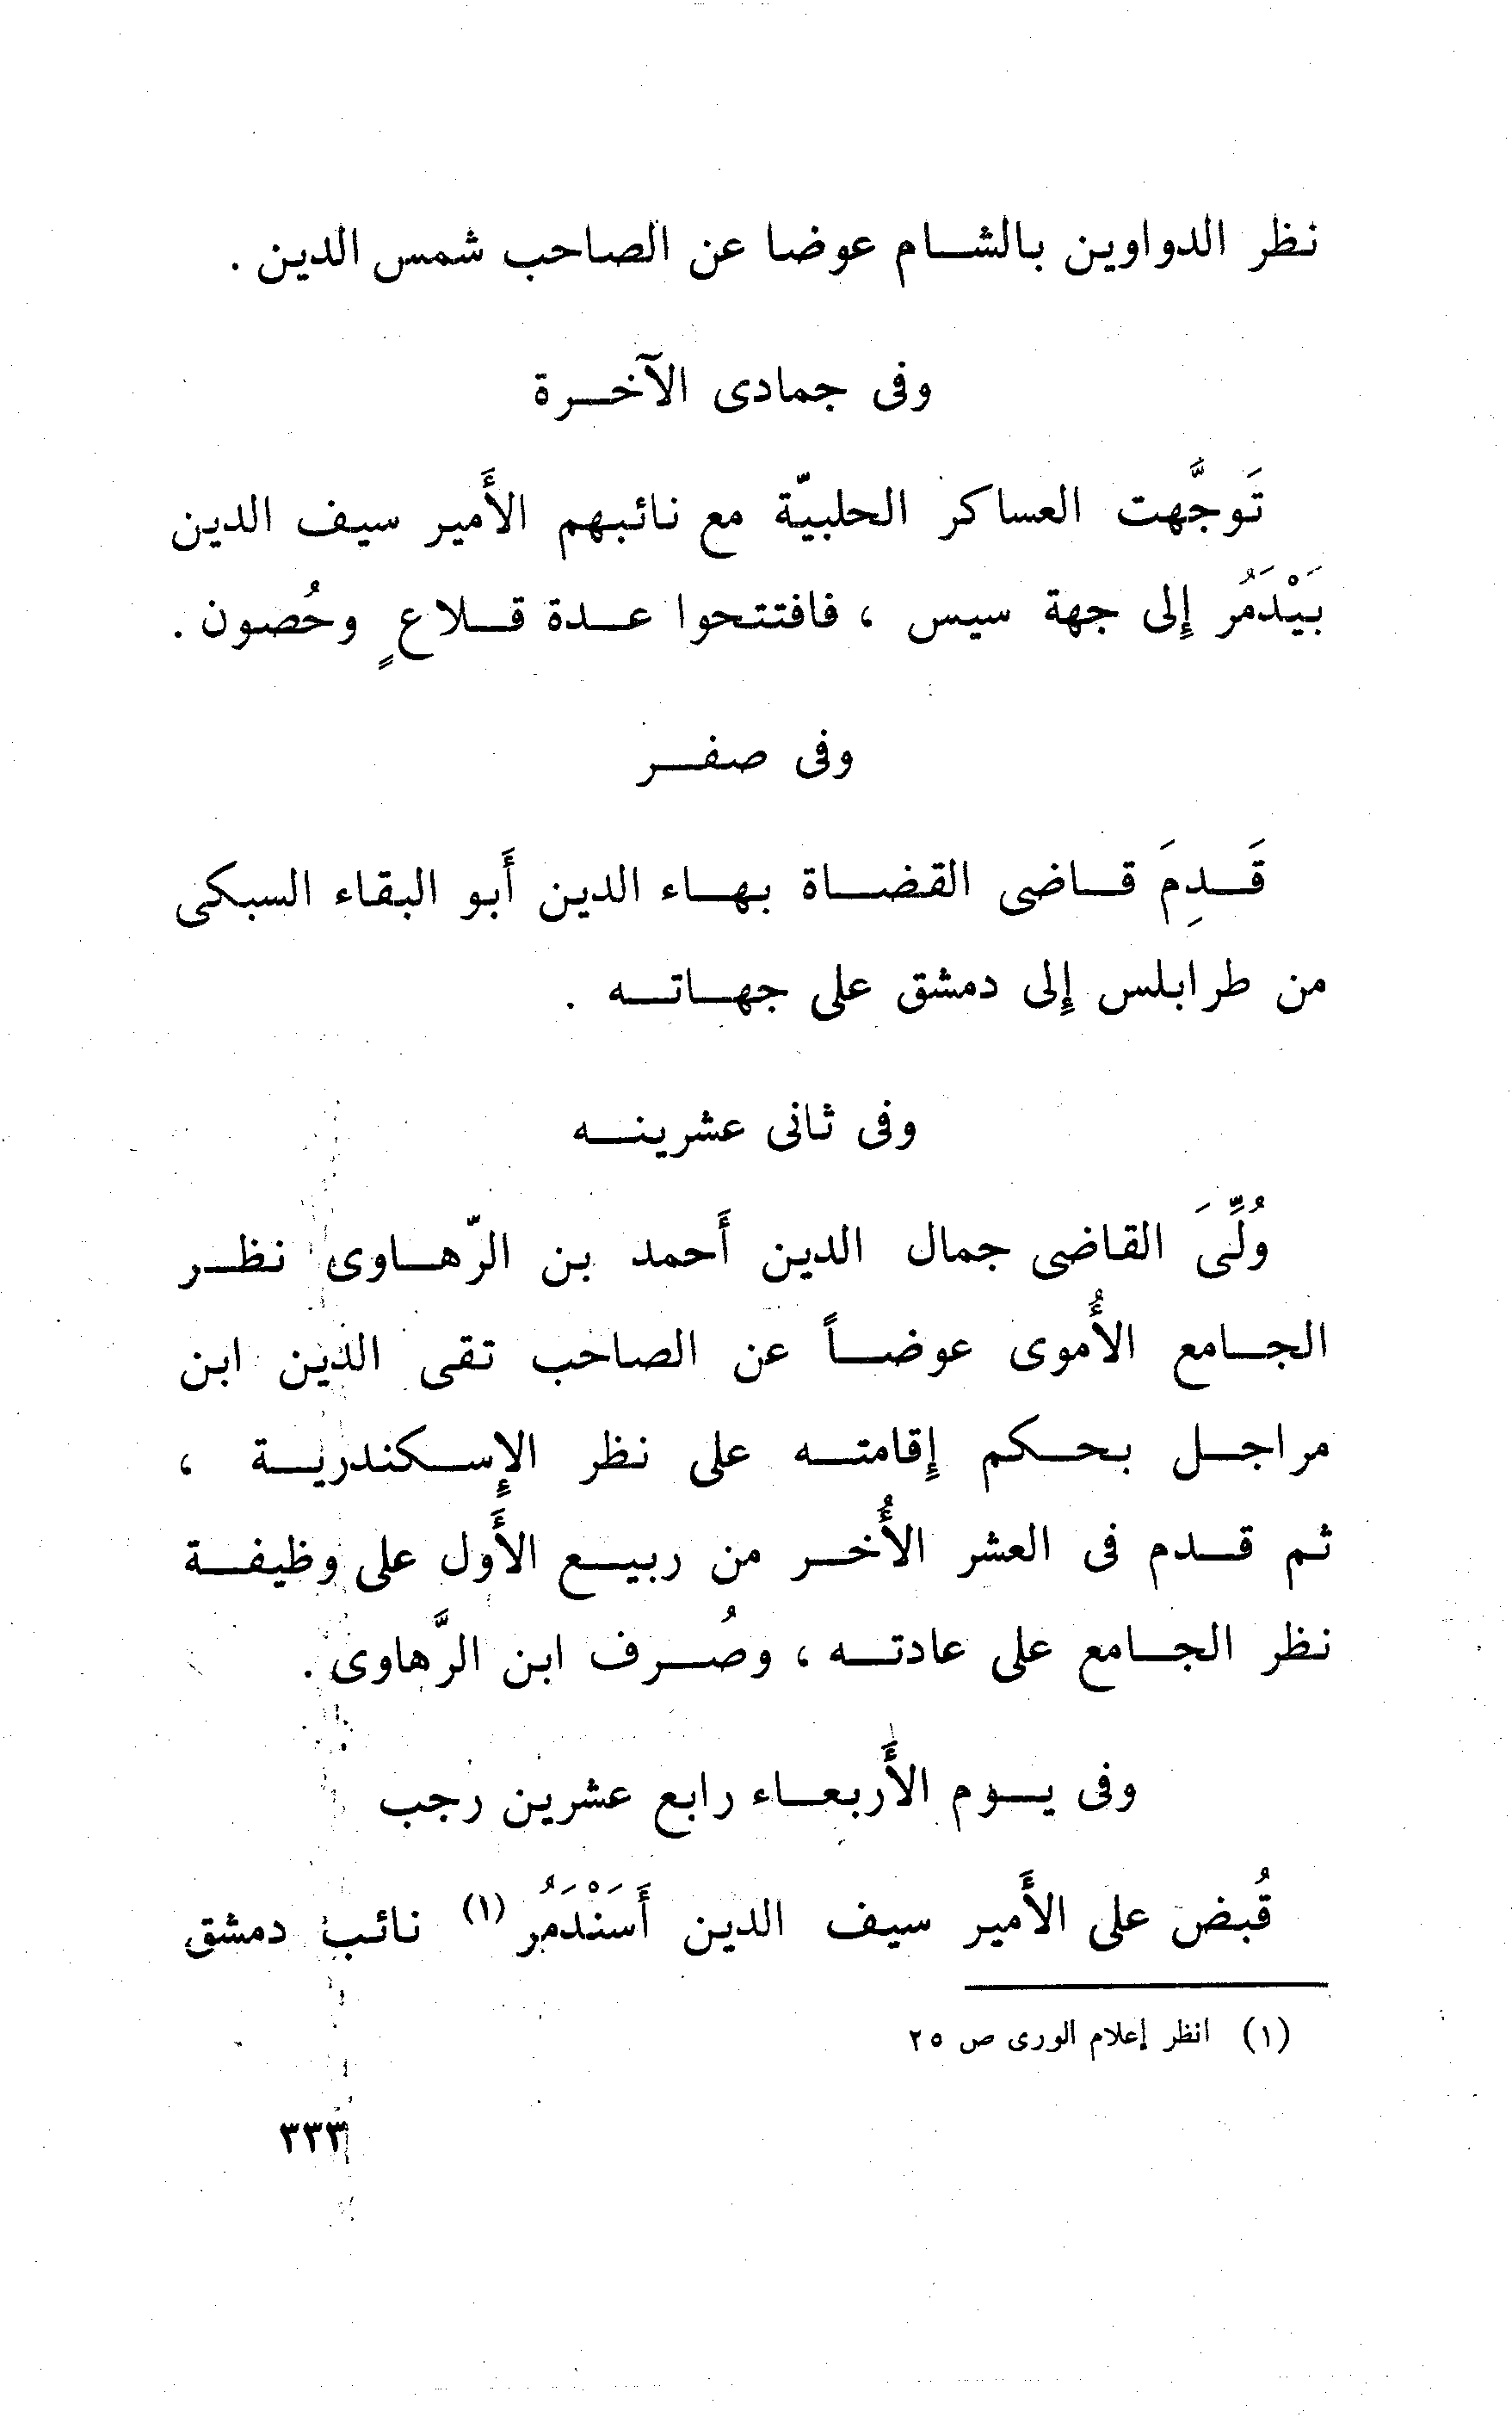 نظر الدواوين بالشام عوضا عن الصاحب شمس الدين .
وفى جمادى الآخرة
تَوجَّهت العساكر الحلبيّة مع نائبهم الأَمير سيف الدين
بَيْدَمُر إلى جهة سيس ، فافتتحوا عدة قلاعٍ وحُصون .
وفى صفر
قَدِمَ قاضى القضاة بهاء الدين أَبو البقاء السبكى
من طرابلس إلى دمشق على جهاته .
وفى ثانى عشرينه
وُلِّىَ القاضى جمال الدين أَحمد بن الرّهاوى نظر
الجامع الأُموى عوضاً عن الصاحب تقى الدين ابن
مراجل بحكم إقامته على نظر الإسكندرية ،
ثم قدم فى العشر الأُخر من ربيع الأَول على وظيفة
نظر الجامع على عادته ، وصُرف ابن الرَّهاوى .
وفى يوم الأَربعاء رابع عشرين رجب
قُبض على الأَمير سيف الدين أَسَنْدَمُر (١) نائب دمشق
(١) انظر إعلام الورى ص ٢٥
٣٣٣